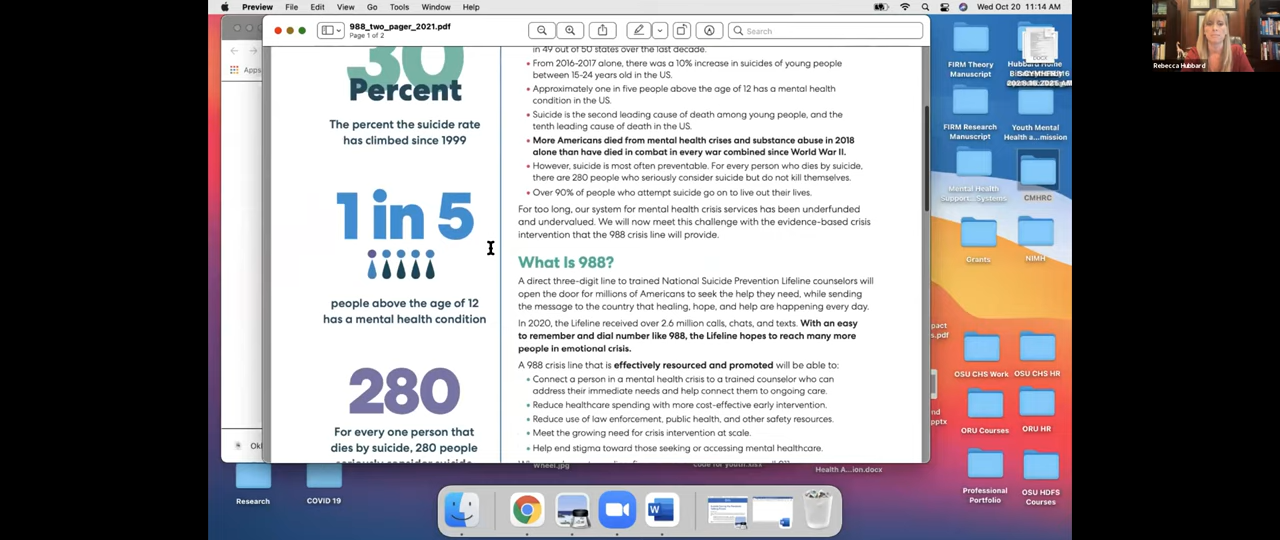 Preview File Edit View Go Tools Window Help
Wed Oct 20 11:14 AM
988_two_pager_2021.pdf
Page 1 of 2
Search
Apps
30
Percent
The percent the suicide rate
has climbed since 1999
1 in 5
people above the age of 12
has a mental health condition
280
For every one person that
dies by suicide, 280 people
seriously consider suicide
in 49 out of 50 states over the last decade.
• From 2016-2017 alone, there was a 10% increase in suicides of young people
between 15-24 years old in the US.
• Approximately one in five people above the age of 12 has a mental health
condition in the US.
• Suicide is the second leading cause of death among young people, and the
tenth leading cause of death in the US.
• More Americans died from mental health crises and substance abuse in 2018
alone than have died in combat in every war combined since World War II.
• However, suicide is most often preventable. For every person who dies by suicide,
there are 280 people who seriously consider suicide but do not kill themselves.
• Over 90% of people who attempt suicide go on to live out their lives.
For too long, our system for mental health crisis services has been underfunded
and undervalued. We will now meet this challenge with the evidence-based crisis
intervention that the 988 crisis line will provide.
What Is 988?
A direct three-digit line to trained National Suicide Prevention Lifeline counselors will
open the door for millions of Americans to seek the help they need, while sending
the message to the country that healing, hope, and help are happening every day.
In 2020, the Lifeline received over 2.6 million calls, chats, and texts. With an easy
to remember and dial number like 988, the Lifeline hopes to reach many more
people in emotional crisis.
A 988 crisis line that is effectively resourced and promoted will be able to:
• Connect a person in a mental health crisis to a trained counselor who can
address their immediate needs and help connect them to ongoing care.
• Reduce healthcare spending with more cost-effective early intervention.
• Reduce use of law enforcement, public health, and other safety resources.
• Meet the growing need for crisis intervention at scale.
• Help end stigma toward those seeking or accessing mental healthcare.
FIRM Theory
Manuscript
FIRM Research
Manuscript
Youth Mental
Health a...mission
Mental Health
Support...Systems
CMHRC
Grants
NIMH
OSU CHS Work
OSU CHS HR
ORU Courses
ORU HR
Professional
Portfolio
OSU HDFS
Courses
Research
COVID 19
Wheel.jpg
Health A...ion.docx
Rebecca Hubbard